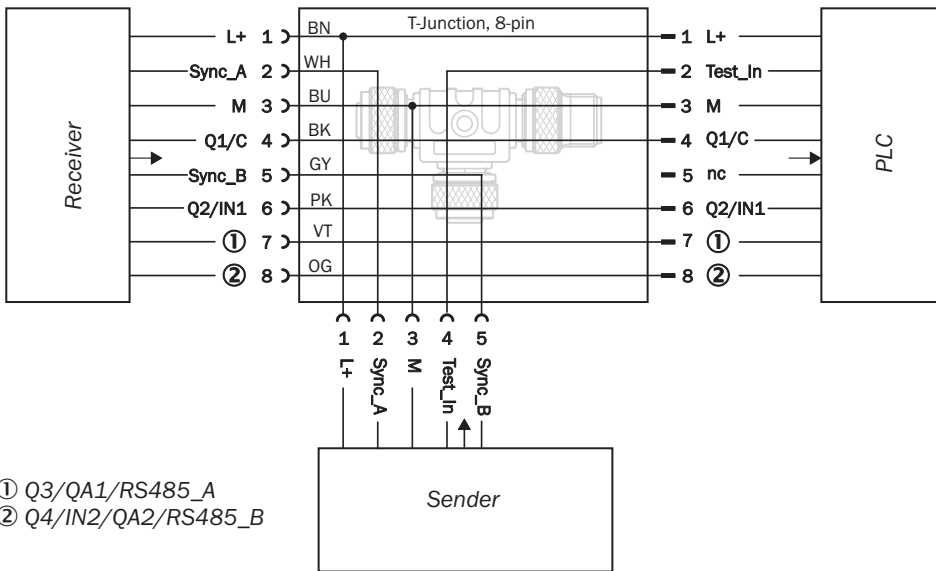 T-Junction, 8-pin
Receiver
L+ 1 BN 1 L+
Sync_A 2 WH 2 Test_In
M 3 BU 3 M
Q1/C 4 BK 4 Q1/C
Sync_B 5 GY 5 nc
Q2/IN1 6 PK 6 Q2/IN1
① 7 VT 7 ①
② 8 OG 8 ②
PLC
1 2 3 4 5
L+ Sync_A M Test_In Sync_B
Sender
① Q3/QA1/RS485_A
② Q4/IN2/QA2/RS485_B